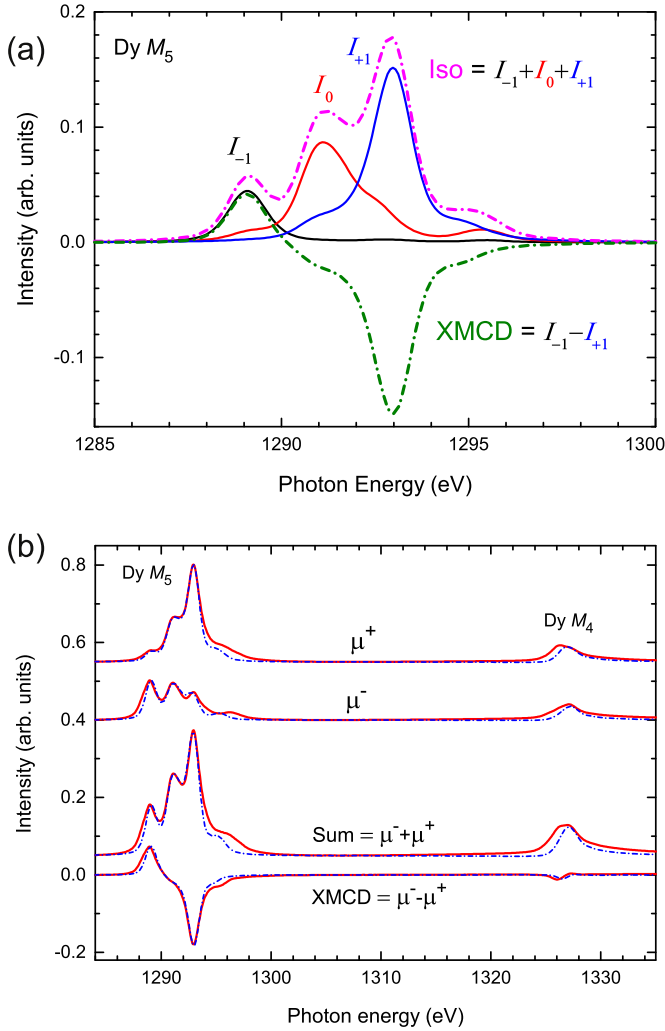 (a)
Dy M₅
I₋₁
I₀
I₊₁
Iso = I₋₁+I₀+I₊₁
XMCD = I₋₁−I₊₁
0.2
0.1
0.0
-0.1
Intensity (arb. units)
1285 1290 1295 1300
Photon Energy (eV)
(b)
Dy M₅
Dy M₄
μ⁺
μ⁻
Sum = μ⁻+μ⁺
XMCD = μ⁻-μ⁺
0.8
0.6
0.4
0.2
0.0
-0.2
Intensity (arb. units)
1290 1300 1310 1320 1330
Photon energy (eV)